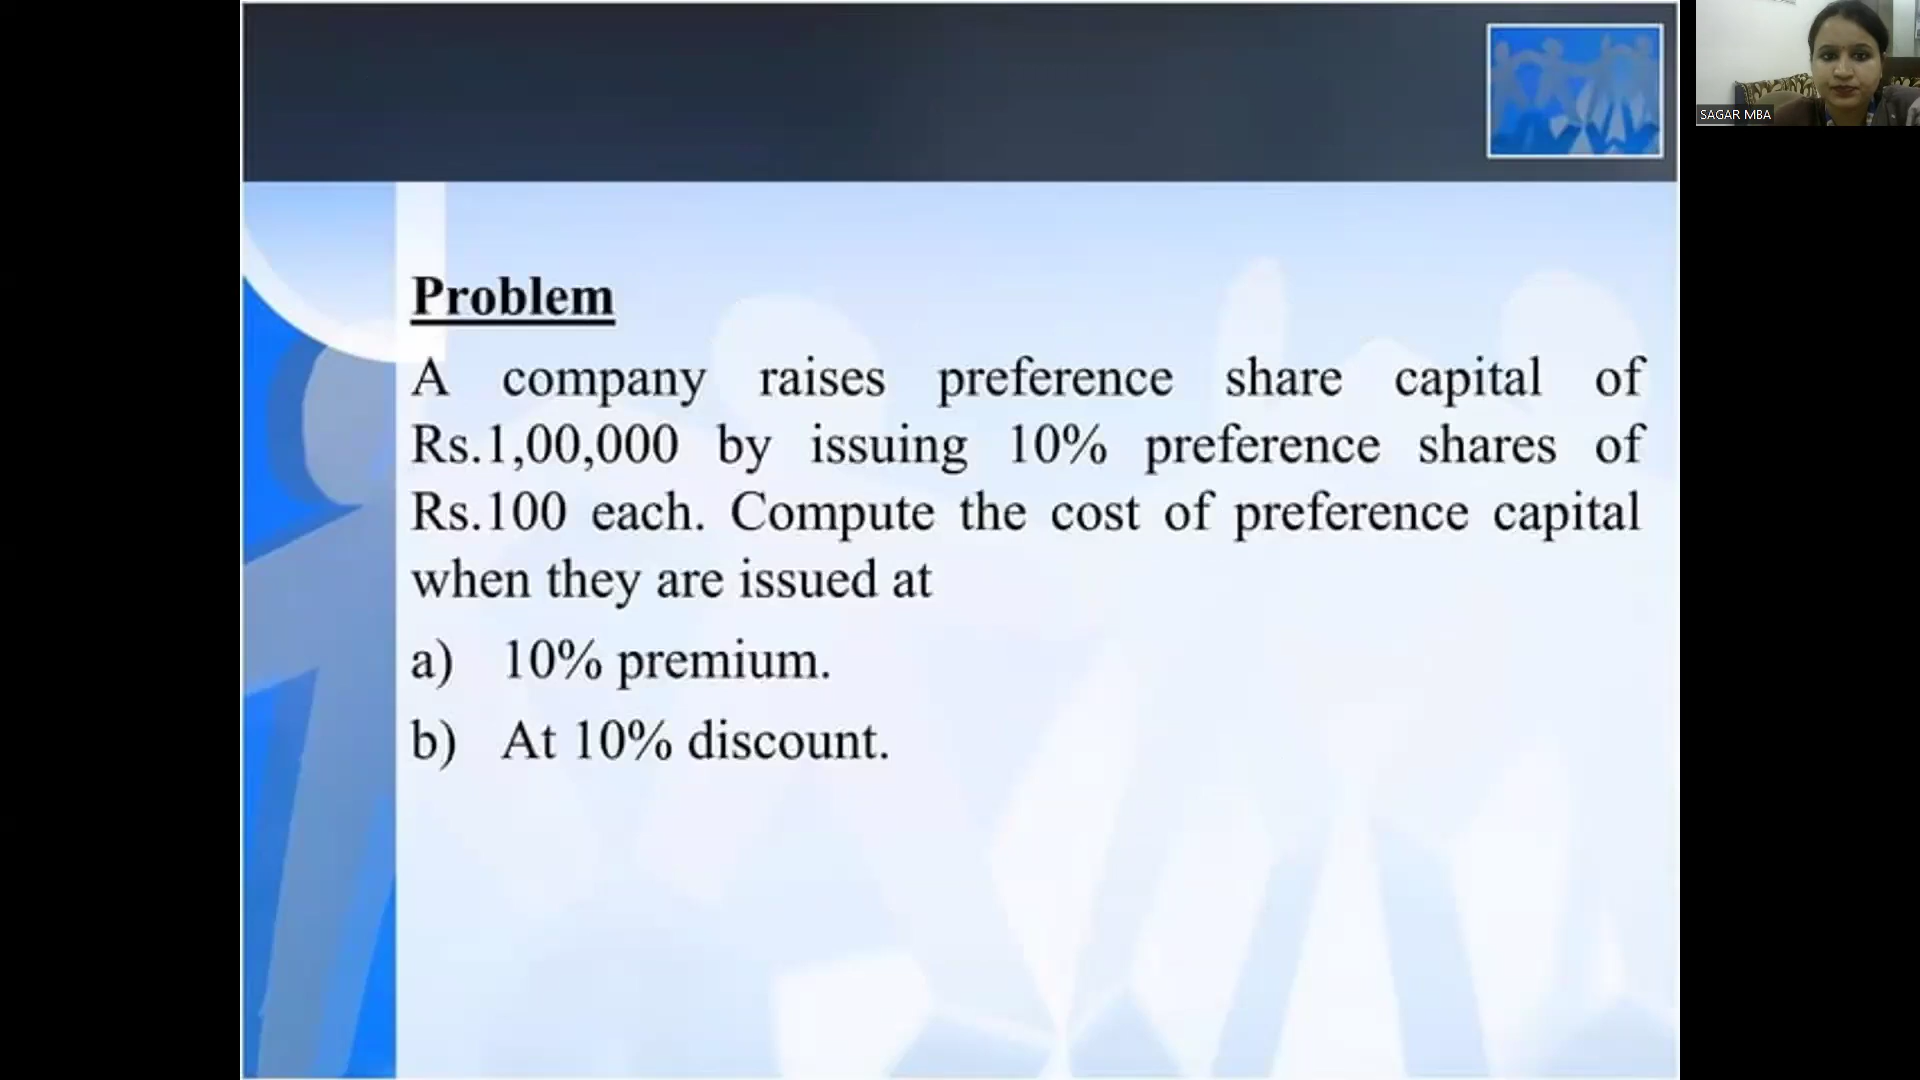 SAGAR MBA
Problem
A company raises preference share capital of
Rs.1,00,000 by issuing 10% preference shares of
Rs.100 each. Compute the cost of preference capital
when they are issued at
a) 10% premium.
b) At 10% discount.